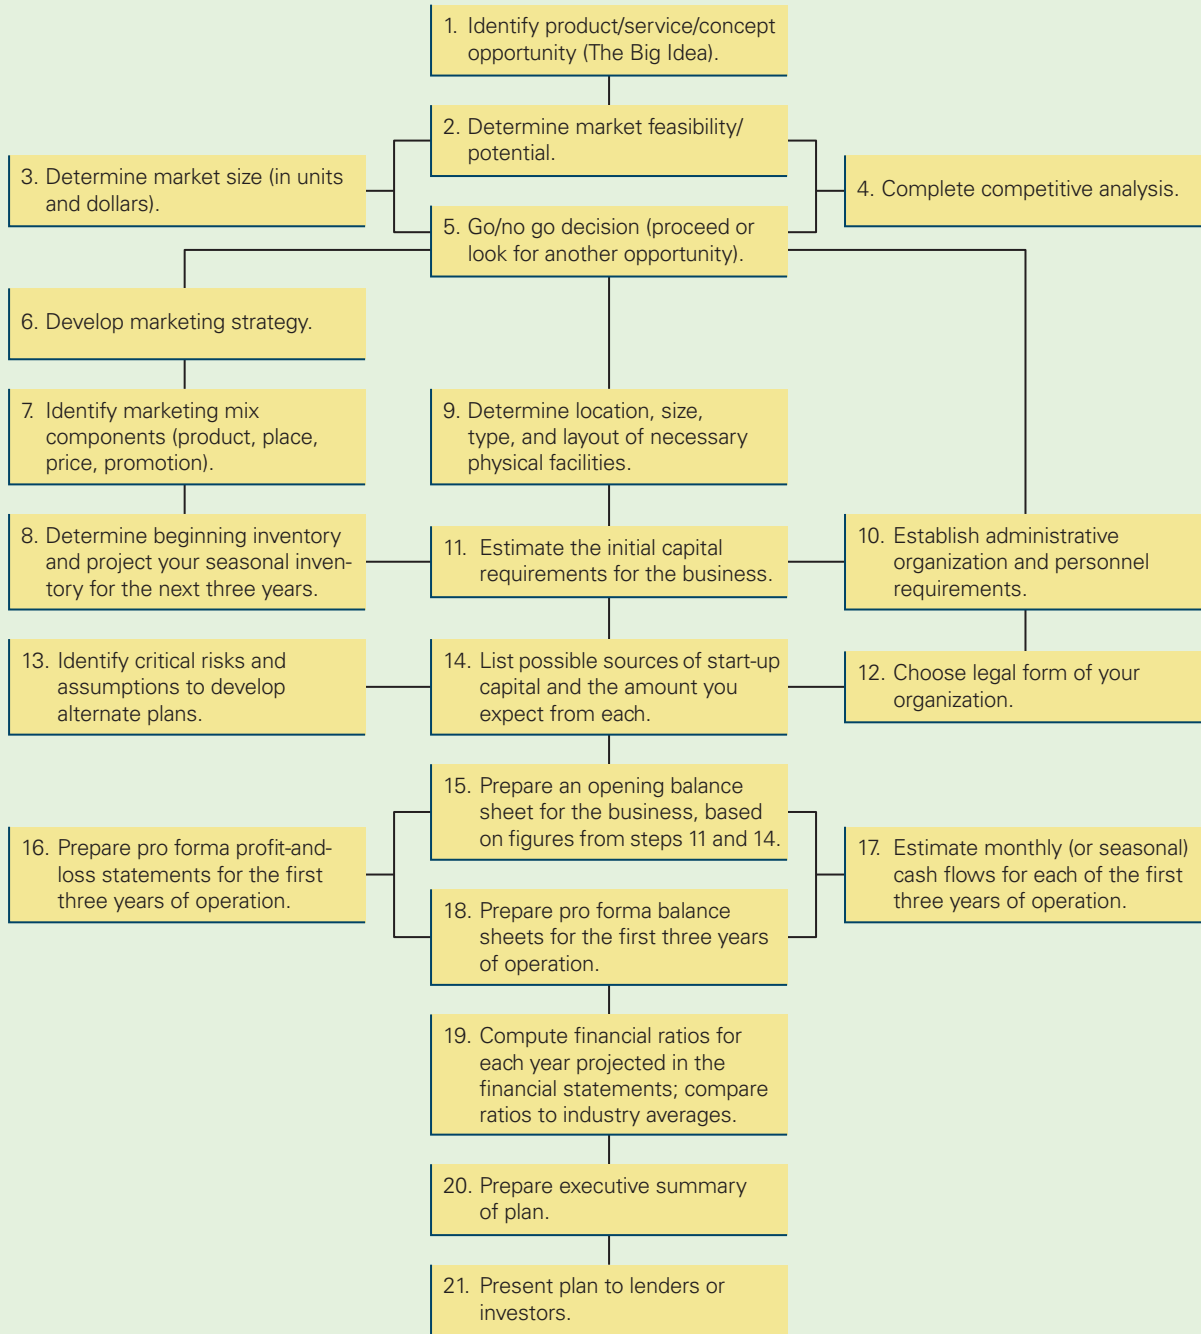 1. Identify product/service/concept
opportunity (The Big Idea).
2. Determine market feasibility/
potential.
3. Determine market size (in units
and dollars).
4. Complete competitive analysis.
5. Go/no go decision (proceed or
look for another opportunity).
6. Develop marketing strategy.
7. Identify marketing mix
components (product, place,
price, promotion).
8. Determine beginning inventory
and project your seasonal inven-
tory for the next three years.
9. Determine location, size,
type, and layout of necessary
physical facilities.
10. Establish administrative
organization and personnel
requirements.
11. Estimate the initial capital
requirements for the business.
12. Choose legal form of your
organization.
13. Identify critical risks and
assumptions to develop
alternate plans.
14. List possible sources of start-up
capital and the amount you
expect from each.
15. Prepare an opening balance
sheet for the business, based
on figures from steps 11 and 14.
16. Prepare pro forma profit-and-
loss statements for the first
three years of operation.
17. Estimate monthly (or seasonal)
cash flows for each of the first
three years of operation.
18. Prepare pro forma balance
sheets for the first three years
of operation.
19. Compute financial ratios for
each year projected in the
financial statements; compare
ratios to industry averages.
20. Prepare executive summary
of plan.
21. Present plan to lenders or
investors.